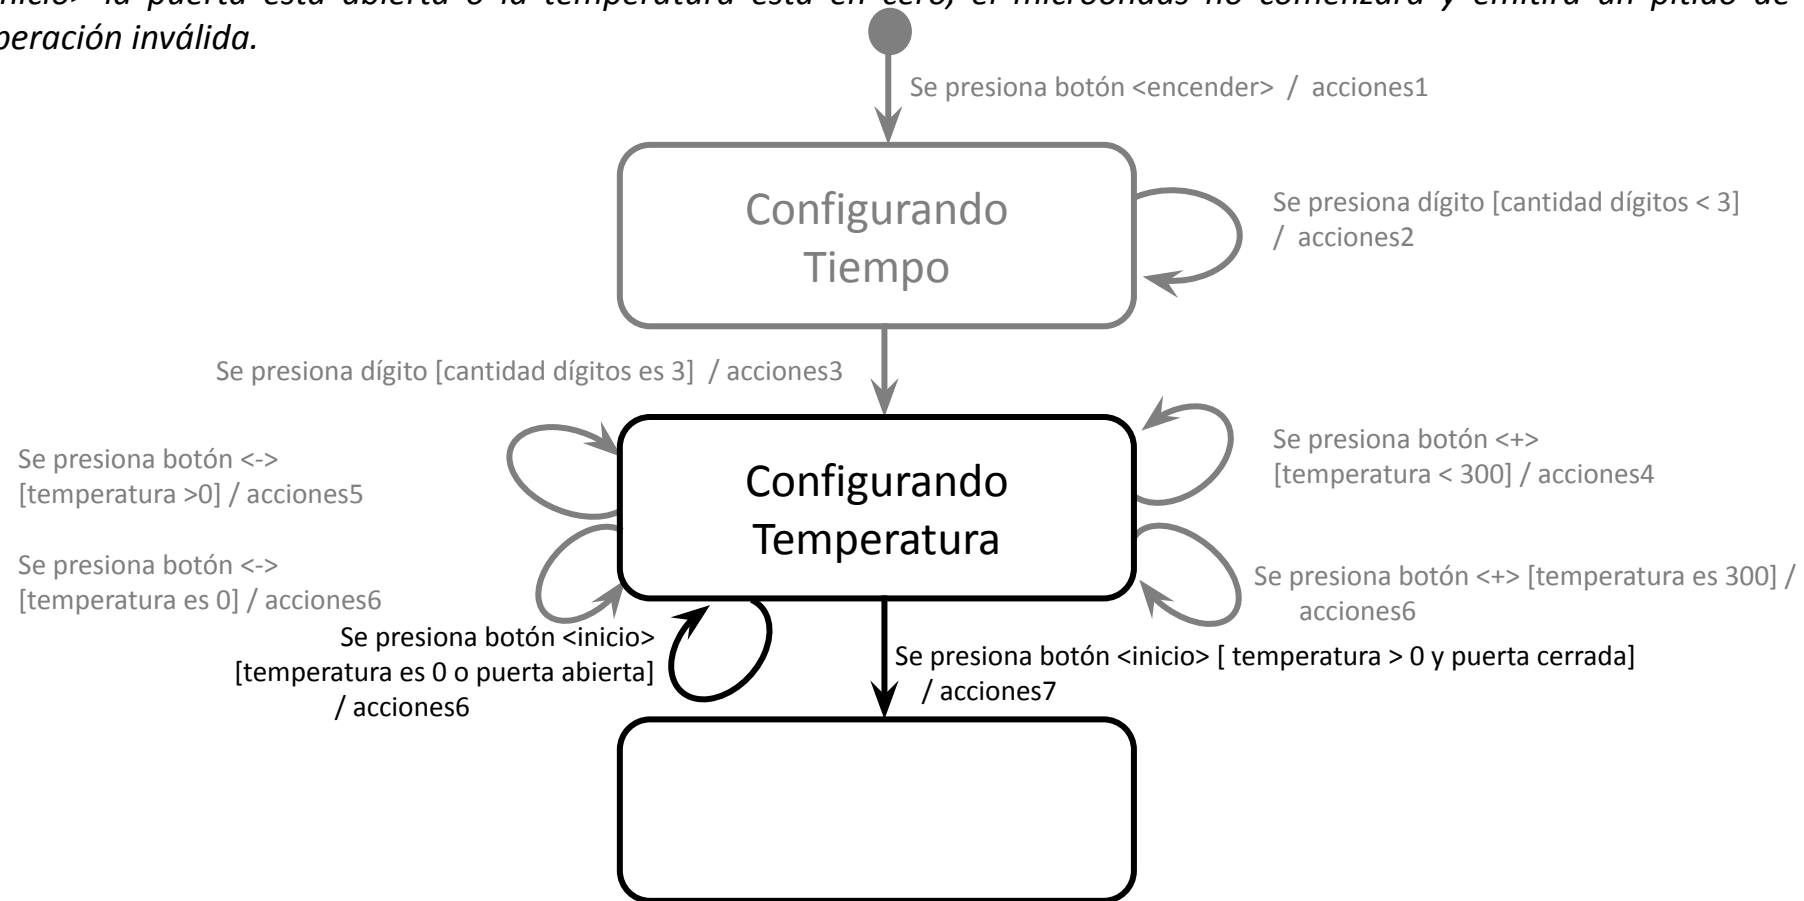 la puerta está abierta o la temperatura está en cero, el microondas no comenzará y emitirá un pitido de
operación inválida.
Se presiona botón <encender> / acciones1
Configurando
Tiempo
Se presiona dígito [cantidad dígitos < 3]
/ acciones2
Se presiona dígito [cantidad dígitos es 3] / acciones3
Se presiona botón <->
[temperatura >0] / acciones5
Configurando
Temperatura
Se presiona botón <+>
[temperatura < 300] / acciones4
Se presiona botón <->
[temperatura es 0] / acciones6
Se presiona botón <+> [temperatura es 300] /
acciones6
Se presiona botón <inicio>
[temperatura es 0 o puerta abierta]
/ acciones6
Se presiona botón <inicio> [ temperatura > 0 y puerta cerrada]
/ acciones7